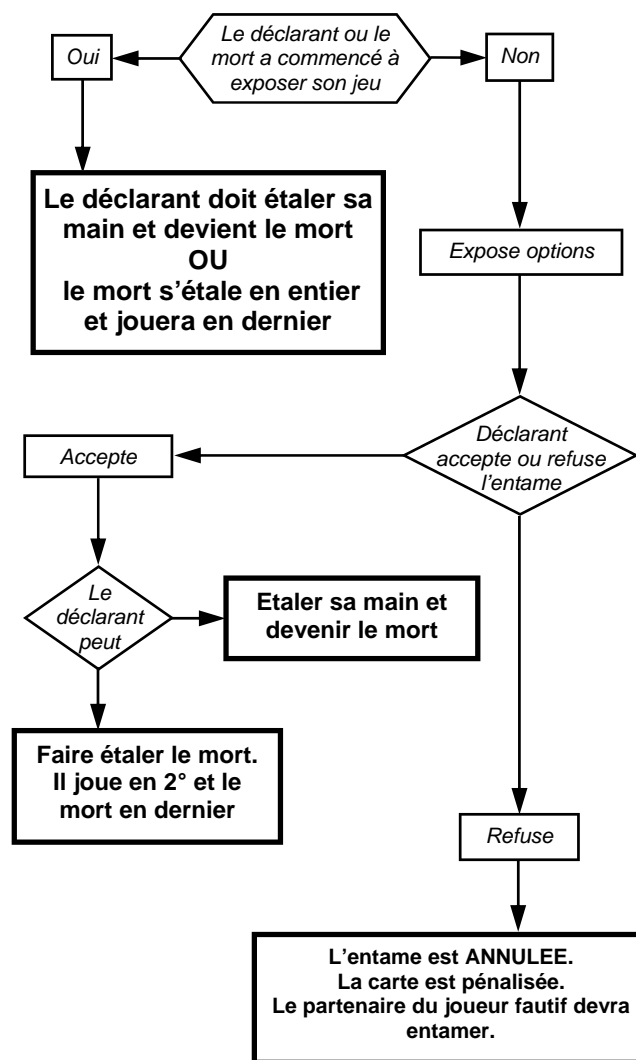 Le déclarant ou le
mort a commencé à
exposer son jeu
Oui
Non
Le déclarant doit étaler sa
main et devient le mort
OU
le mort s’étale en entier
et jouera en dernier
Expose options
Déclarant
accepte ou refuse
l’entame
Accepte
Le
déclarant
peut
Etaler sa main et
devenir le mort
Faire étaler le mort.
Il joue en 2° et le
mort en dernier
Refuse
L’entame est ANNULEE.
La carte est pénalisée.
Le partenaire du joueur fautif devra
entamer.